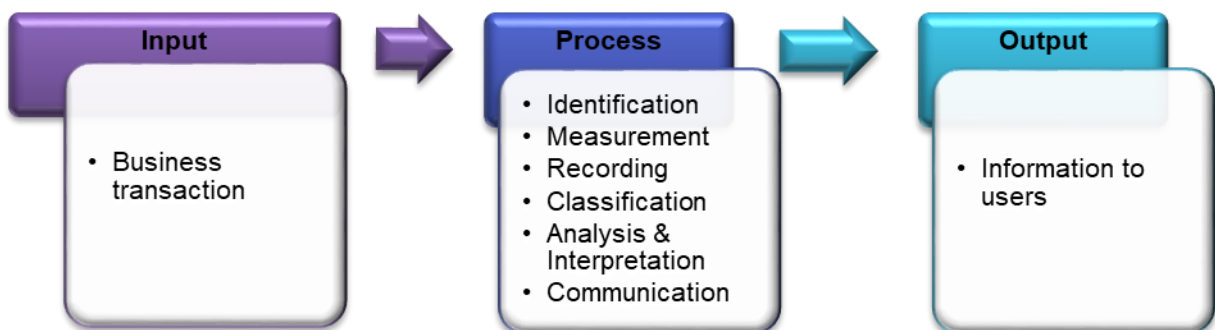 Input
• Business
transaction
Process
• Identification
• Measurement
• Recording
• Classification
• Analysis &
Interpretation
• Communication
Output
• Information to
users